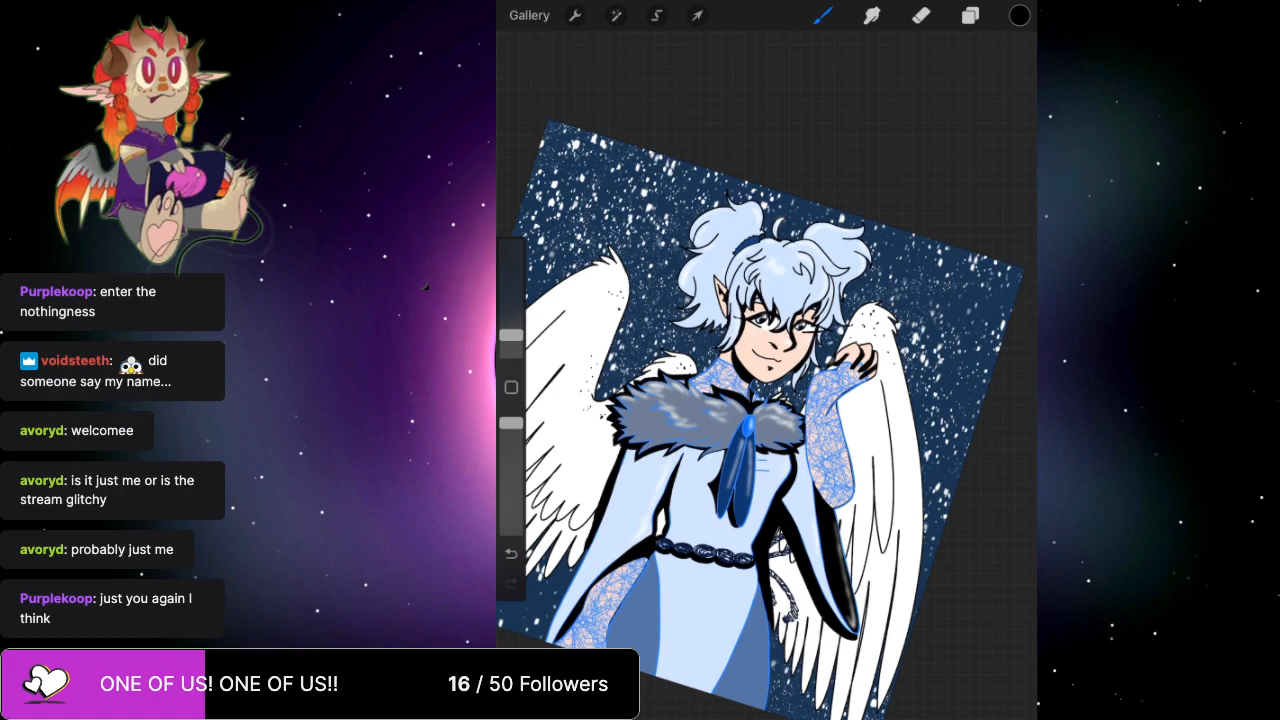 Gallery
Purplekoop: enter the
nothingness
voidsteeth: did
someone say my name...
avoryd: welcomee
avoryd: is it just me or is the
stream glitchy
avoryd: probably just me
Purplekoop: just you again I
think
ONE OF US! ONE OF US!! 16 / 50 Followers